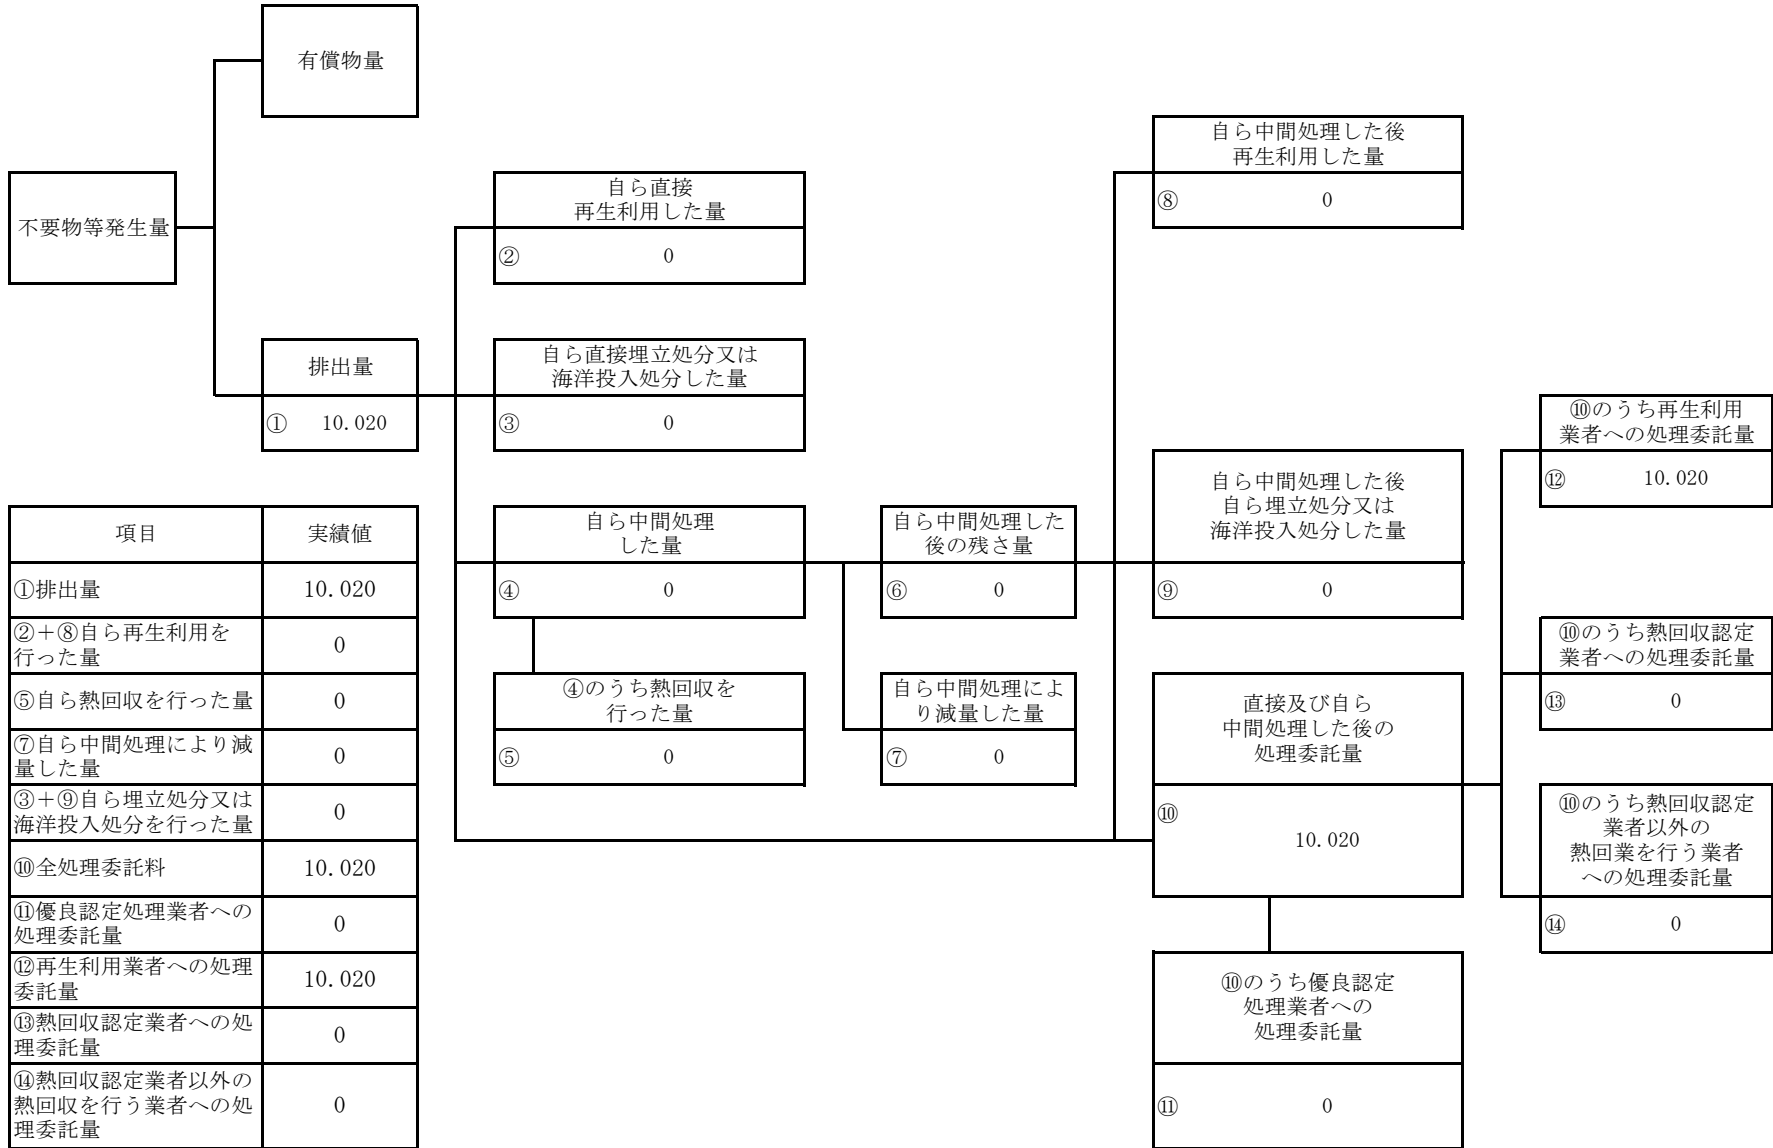 有償物量
不要物等発生量
排出量
① 10.020
自ら直接
再生利用した量
② 0
自ら直接埋立処分又は
海洋投入処分した量
③ 0
自ら中間処理
した量
④ 0
④のうち熱回収を
行った量
⑤ 0
自ら中間処理した
後の残さ量
⑥ 0
自ら中間処理によ
り減量した量
⑦ 0
自ら中間処理した後
再生利用した量
⑧ 0
自ら中間処理した後
自ら埋立処分又は
海洋投入処分した量
⑨ 0
直接及び自ら
中間処理した後の
処理委託量
⑩
10.020
⑩のうち優良認定
処理業者への
処理委託量
⑪ 0
⑩のうち再生利用
業者への処理委託量
⑫ 10.020
⑩のうち熱回収認定
業者への処理委託量
⑬ 0
⑩のうち熱回収認定
業者以外の
熱回業を行う業者
への処理委託量
⑭ 0
項目 実績値
①排出量 10.020
②＋⑧自ら再生利用を
行った量 0
⑤自ら熱回収を行った量 0
⑦自ら中間処理により減
量した量 0
③＋⑨自ら埋立処分又は
海洋投入処分を行った量 0
⑩全処理委託料 10.020
⑪優良認定処理業者への
処理委託量 0
⑫再生利用業者への処理
委託量 10.020
⑬熱回収認定業者への処
理委託量 0
⑭熱回収認定業者以外の
熱回収を行う業者への処 0
理委託量